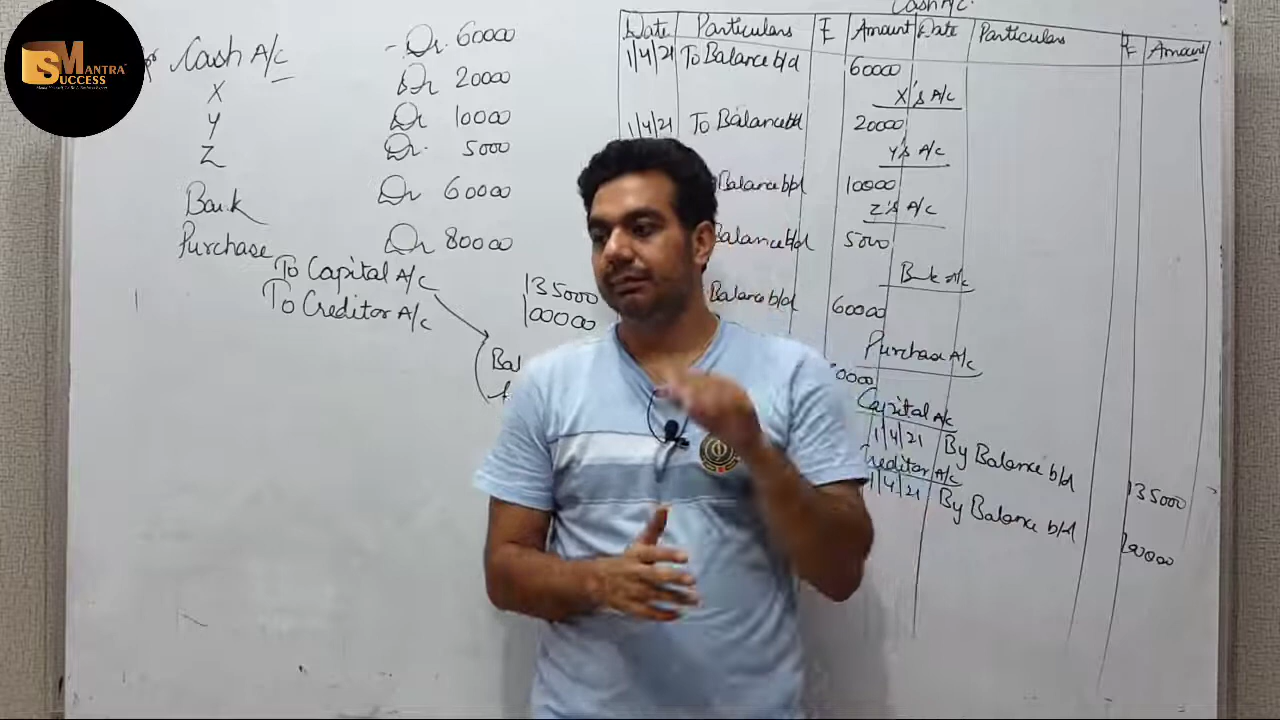 MANTRA
SUCCESS
Cash A/c - Dr. 60000
X Dr 20000
Y Dr 10000
Z Dr. 5000
Bank Dr 60000
Purchase Dr 80000
To Capital A/c 135000
To Creditor A/c 100000
Cash A/c.
Date Particulars Amount Date Particulars Amount
1/4/21 To Balance b/d 60000
X's A/c
1/4/21 To Balance b/d 20000
Y's A/c
Balance b/d 10000
Z's A/c
Balance b/d 5000
Bank A/c
Balance b/d 60000
Purchase A/c
Capital A/c
1/4/21 By Balance b/d 135000
Creditor A/c
1/4/21 By Balance b/d 100000